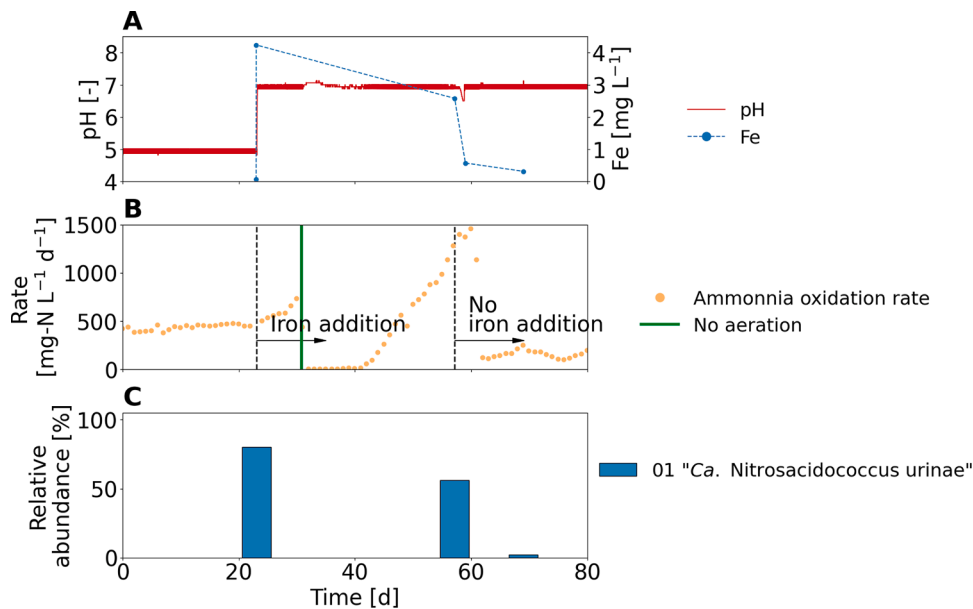 A
pH [-]
8
7
6
5
4
Fe [mg L⁻¹]
4
3
2
1
0
pH
Fe
B
Rate
[mg-N L⁻¹ d⁻¹]
1500
1000
500
0
Iron addition
No
iron addition
Ammonnia oxidation rate
No aeration
C
Relative
abundance [%]
100
50
0
01 "Ca. Nitrosacidococcus urinae"
0
20
40
60
80
Time [d]